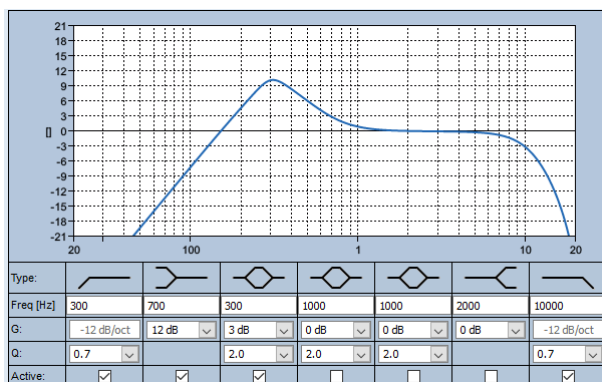 21
18
15
12
9
6
3
[] 0
-3
-6
-9
-12
-15
-18
-21
20 100 1 10 20
Type:
Freq [Hz] 300 700 300 1000 1000 2000 10000
G: -12 dB/oct 12 dB 3 dB 0 dB 0 dB 0 dB -12 dB/oct
Q: 0.7 2.0 2.0 2.0 0.7
Active: